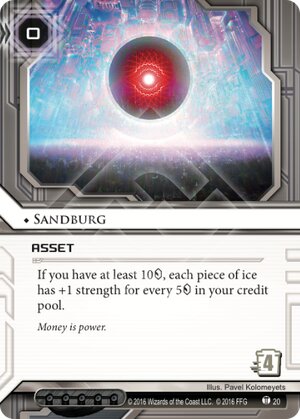 0
♦ Sandburg
ASSET
If you have at least 10, each piece of ice
has +1 strength for every 5 in your credit
pool.
Money is power.
4
Illus. Pavel Kolomeyets
© 2016 Wizards of the Coast LLC. © 2016 FFG 20